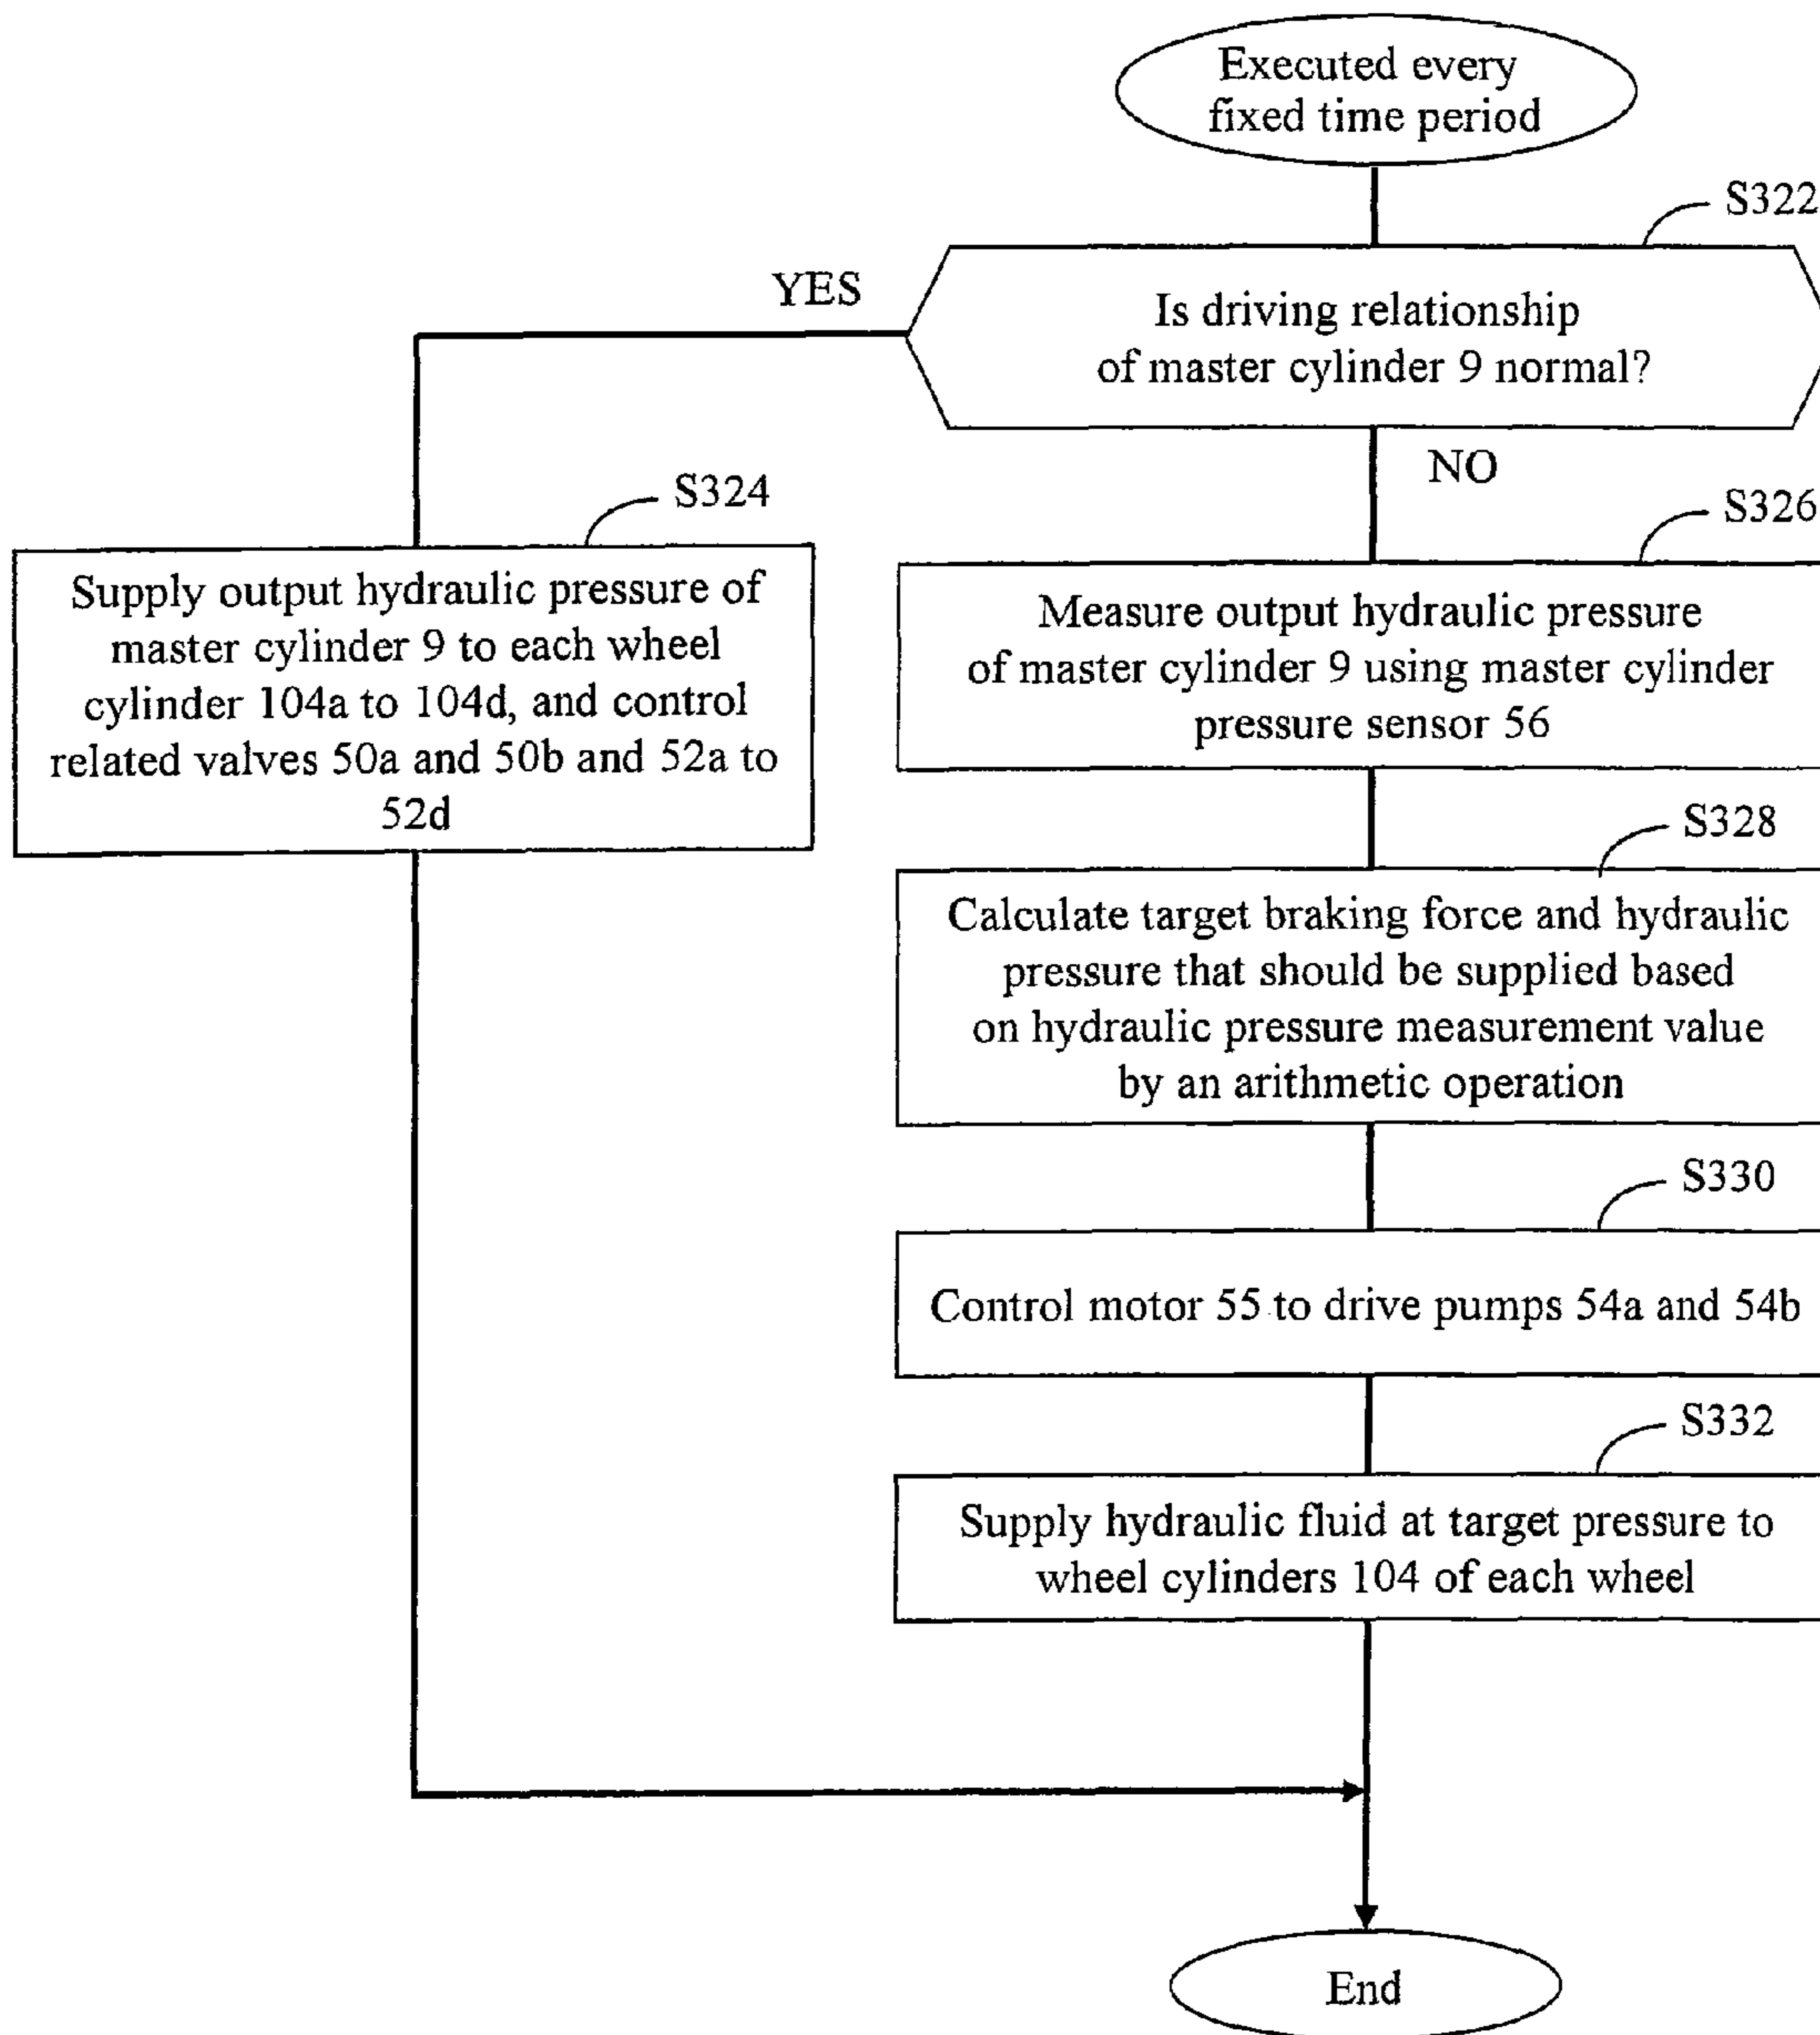 Executed every
fixed time period
S322
YES
Is driving relationship
of master cylinder 9 normal?
NO
S324
S326
Supply output hydraulic pressure of
master cylinder 9 to each wheel
cylinder 104a to 104d, and control
related valves 50a and 50b and 52a to
52d
Measure output hydraulic pressure
of master cylinder 9 using master cylinder
pressure sensor 56
S328
Calculate target braking force and hydraulic
pressure that should be supplied based
on hydraulic pressure measurement value
by an arithmetic operation
S330
Control motor 55 to drive pumps 54a and 54b
S332
Supply hydraulic fluid at target pressure to
wheel cylinders 104 of each wheel
End